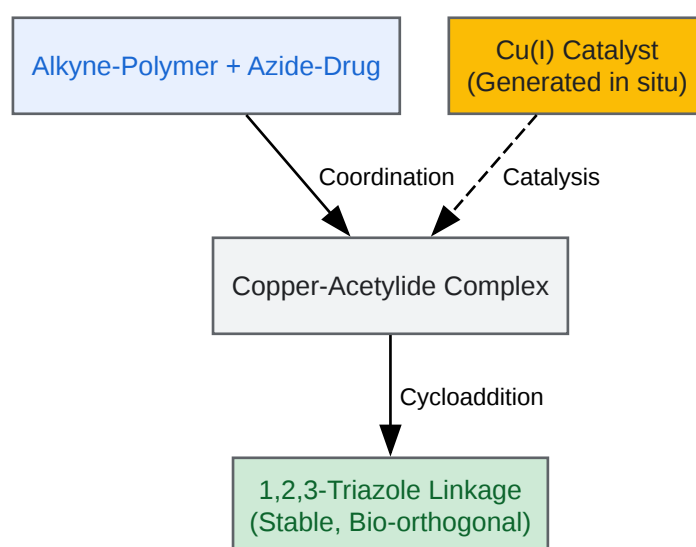 Alkyne-Polymer + Azide-Drug
Cu(I) Catalyst
(Generated in situ)
Coordination
Catalysis
Copper-Acetylide Complex
Cycloaddition
1,2,3-Triazole Linkage
(Stable, Bio-orthogonal)